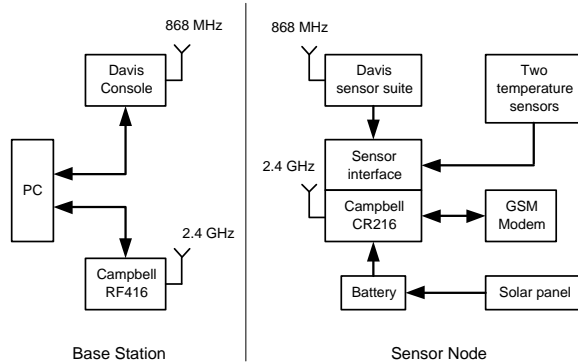 868 MHz
Davis
Console
PC
2.4 GHz
Campbell
RF416
Base Station
868 MHz
Davis
sensor suite
Two
temperature
sensors
Sensor
interface
2.4 GHz
Campbell
CR216
GSM
Modem
Battery
Solar panel
Sensor Node